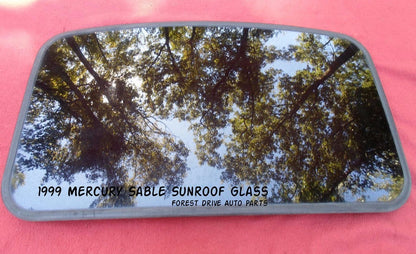 1999 MERCURY SABLE SUNROOF GLASS
FOREST DRIVE AUTO PARTS